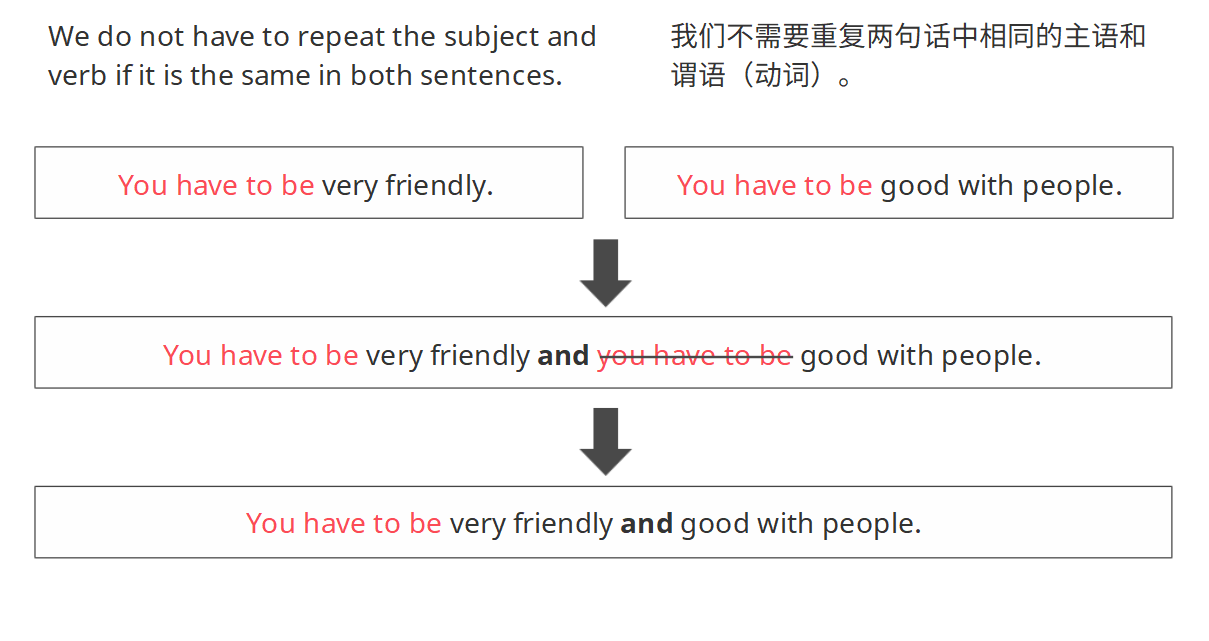 We do not have to repeat the subject and
verb if it is the same in both sentences.
我们不需要重复两句话中相同的主语和
谓语（动词）。
You have to be very friendly.
You have to be good with people.
You have to be very friendly and you have to be good with people.
You have to be very friendly and good with people.